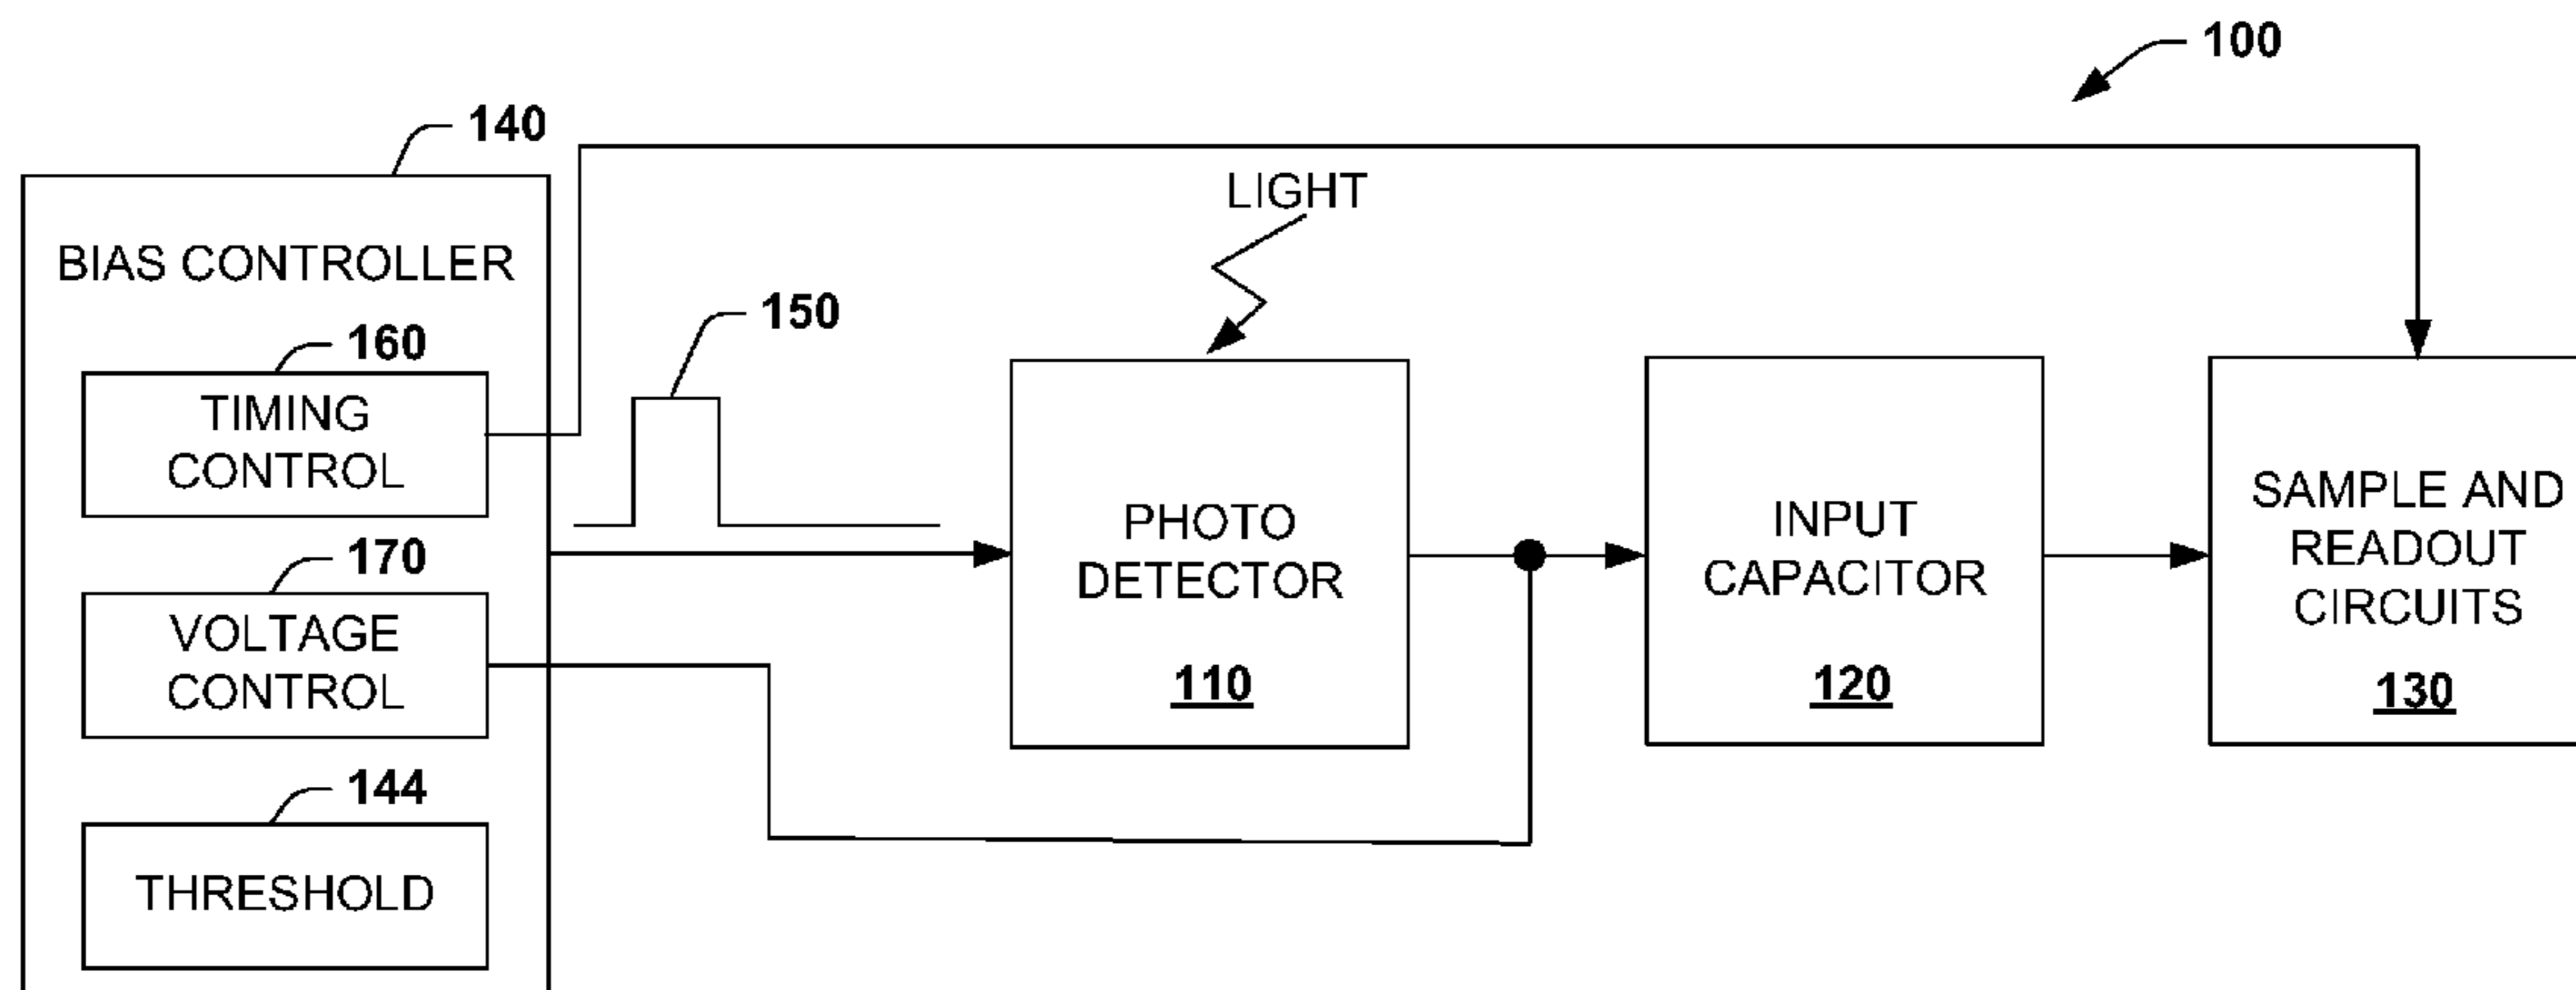 100
140
LIGHT
BIAS CONTROLLER
150
160
TIMING
CONTROL
170
VOLTAGE
CONTROL
144
THRESHOLD
PHOTO
DETECTOR
110
INPUT
CAPACITOR
120
SAMPLE AND
READOUT
CIRCUITS
130